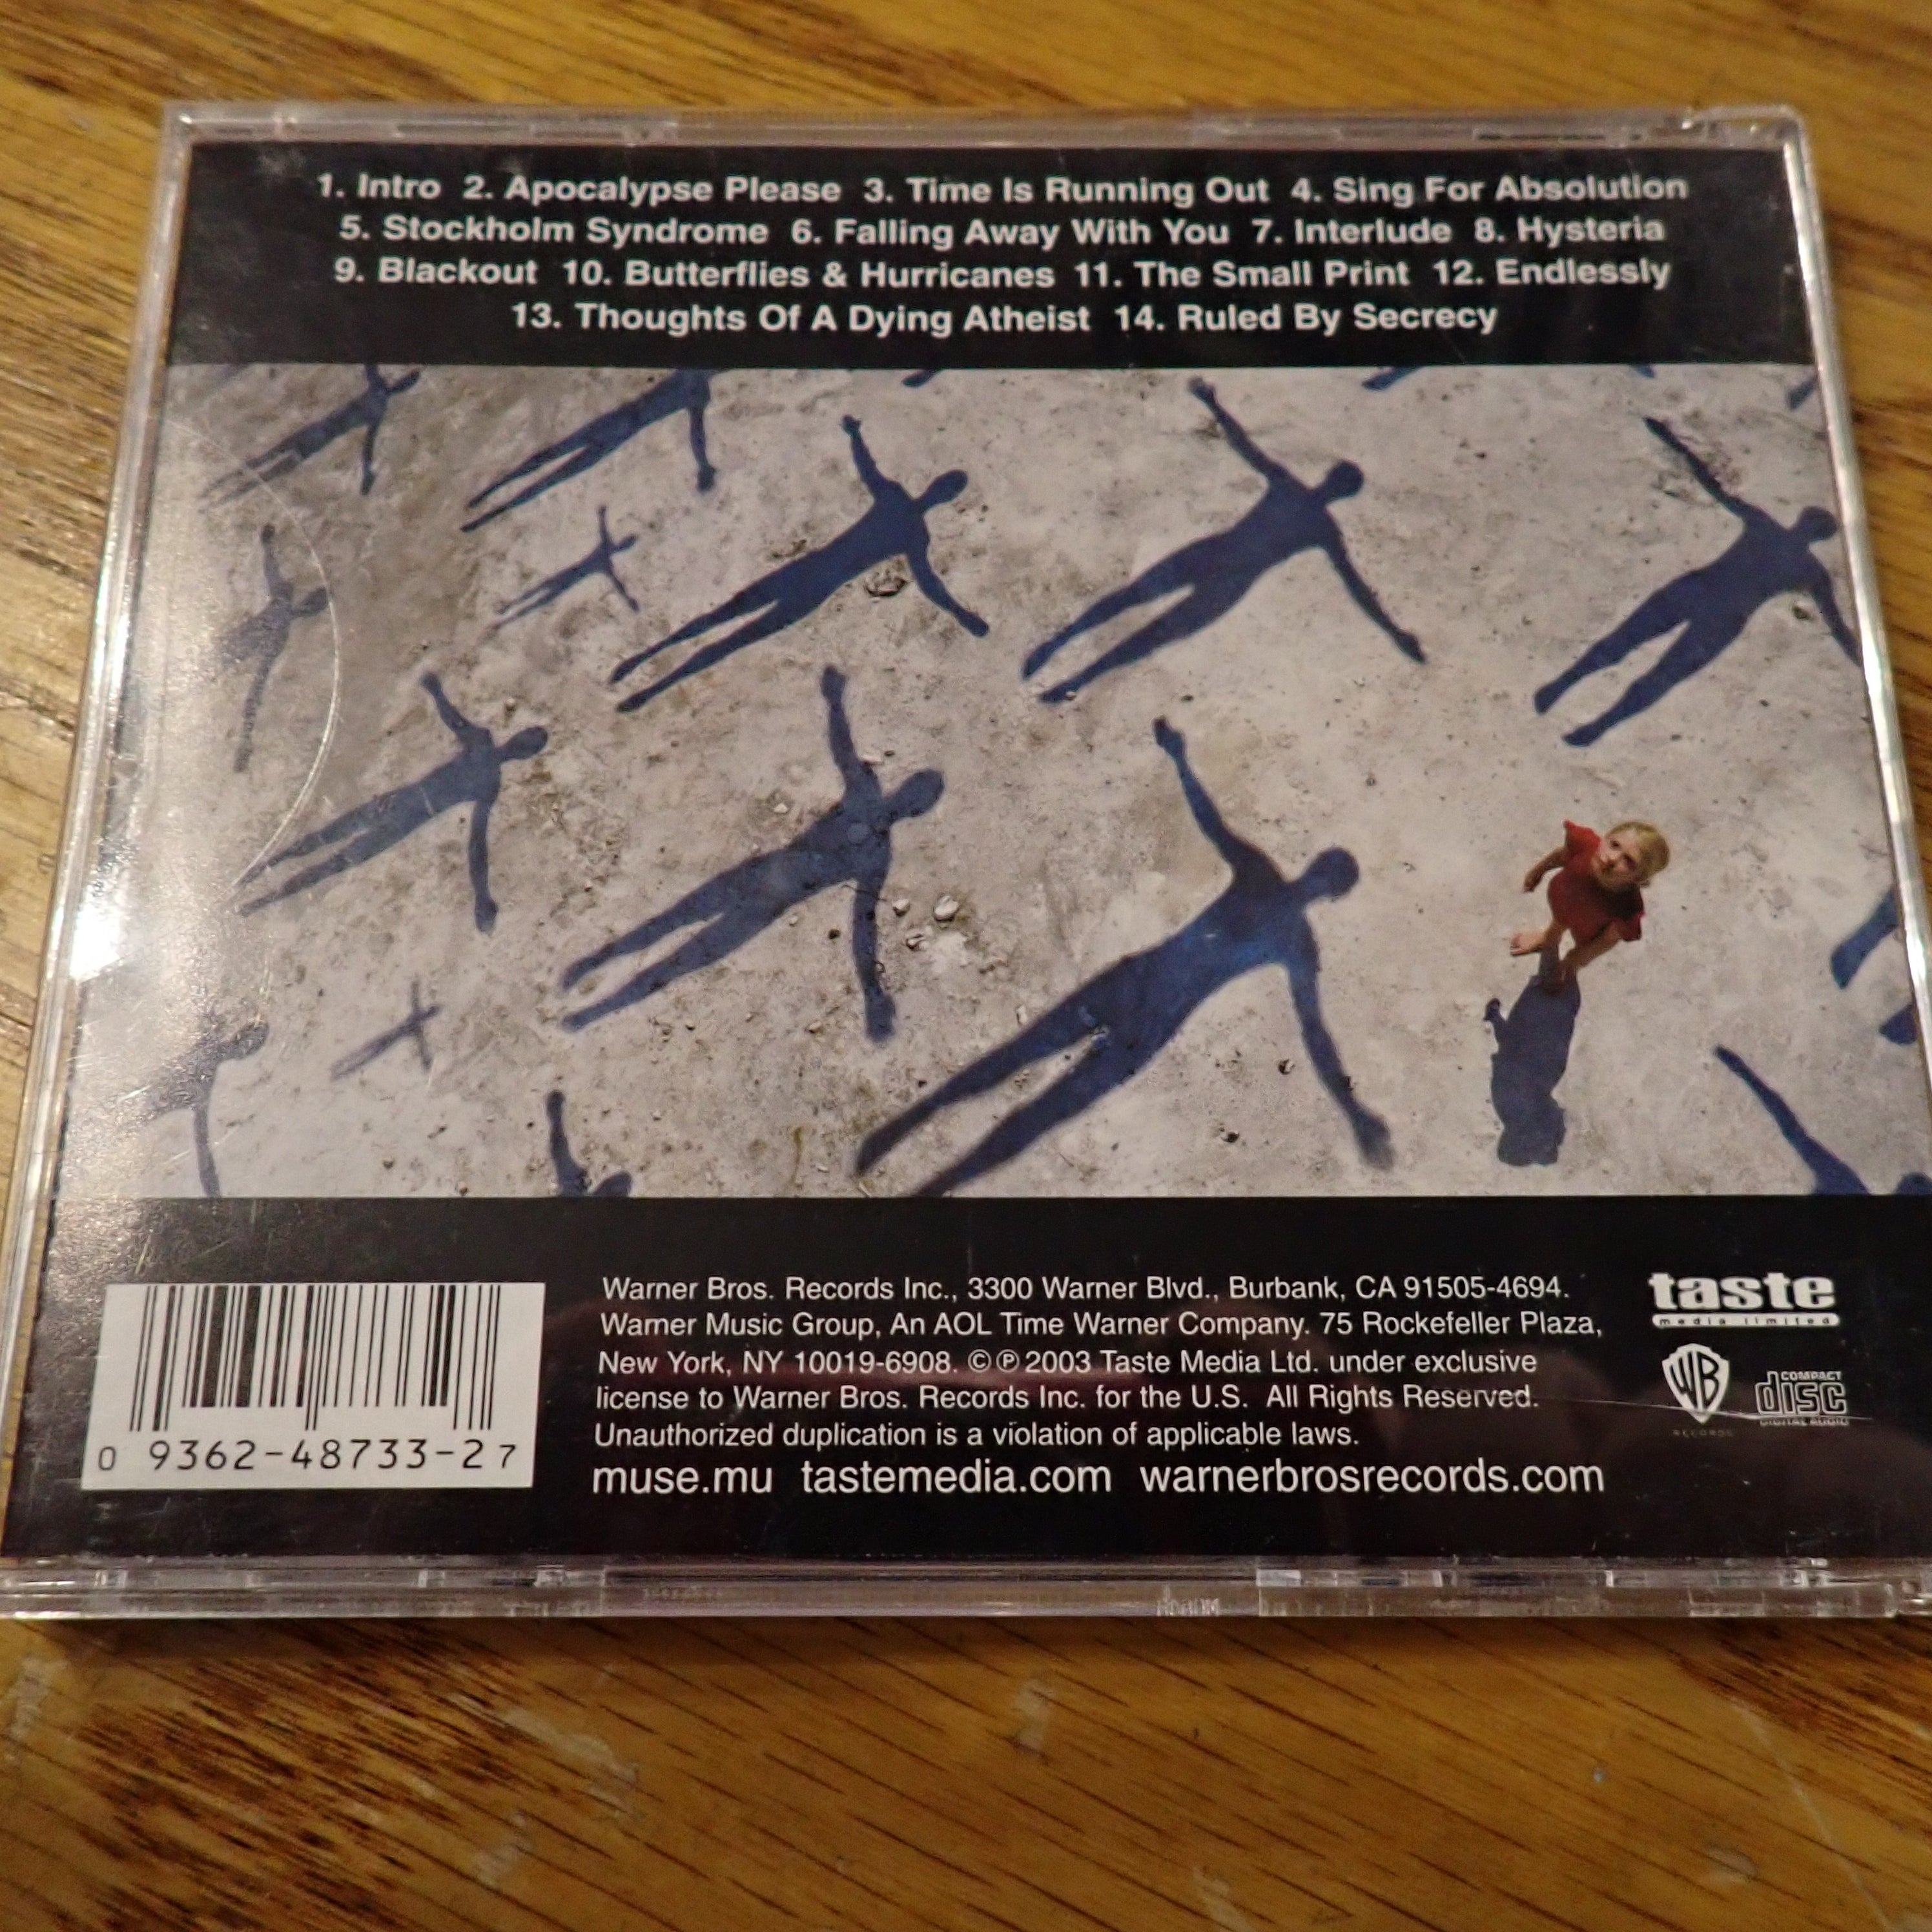 1. Intro 2. Apocalypse Please 3. Time Is Running Out 4. Sing For Absolution
5. Stockholm Syndrome 6. Falling Away With You 7. Interlude 8. Hysteria
9. Blackout 10. Butterflies & Hurricanes 11. The Small Print 12. Endlessly
13. Thoughts Of A Dying Atheist 14. Ruled By Secrecy
0 9362-48733-2 7
Warner Bros. Records Inc., 3300 Warner Blvd., Burbank, CA 91505-4694.
Warner Music Group, An AOL Time Warner Company. 75 Rockefeller Plaza,
New York, NY 10019-6908. ©℗ 2003 Taste Media Ltd. under exclusive
license to Warner Bros. Records Inc. for the U.S. All Rights Reserved.
Unauthorized duplication is a violation of applicable laws.
muse.mu tastemedia.com warnerbrosrecords.com
taste
media limited
WB
RECORDS
COMPACT
disc
DIGITAL AUDIO